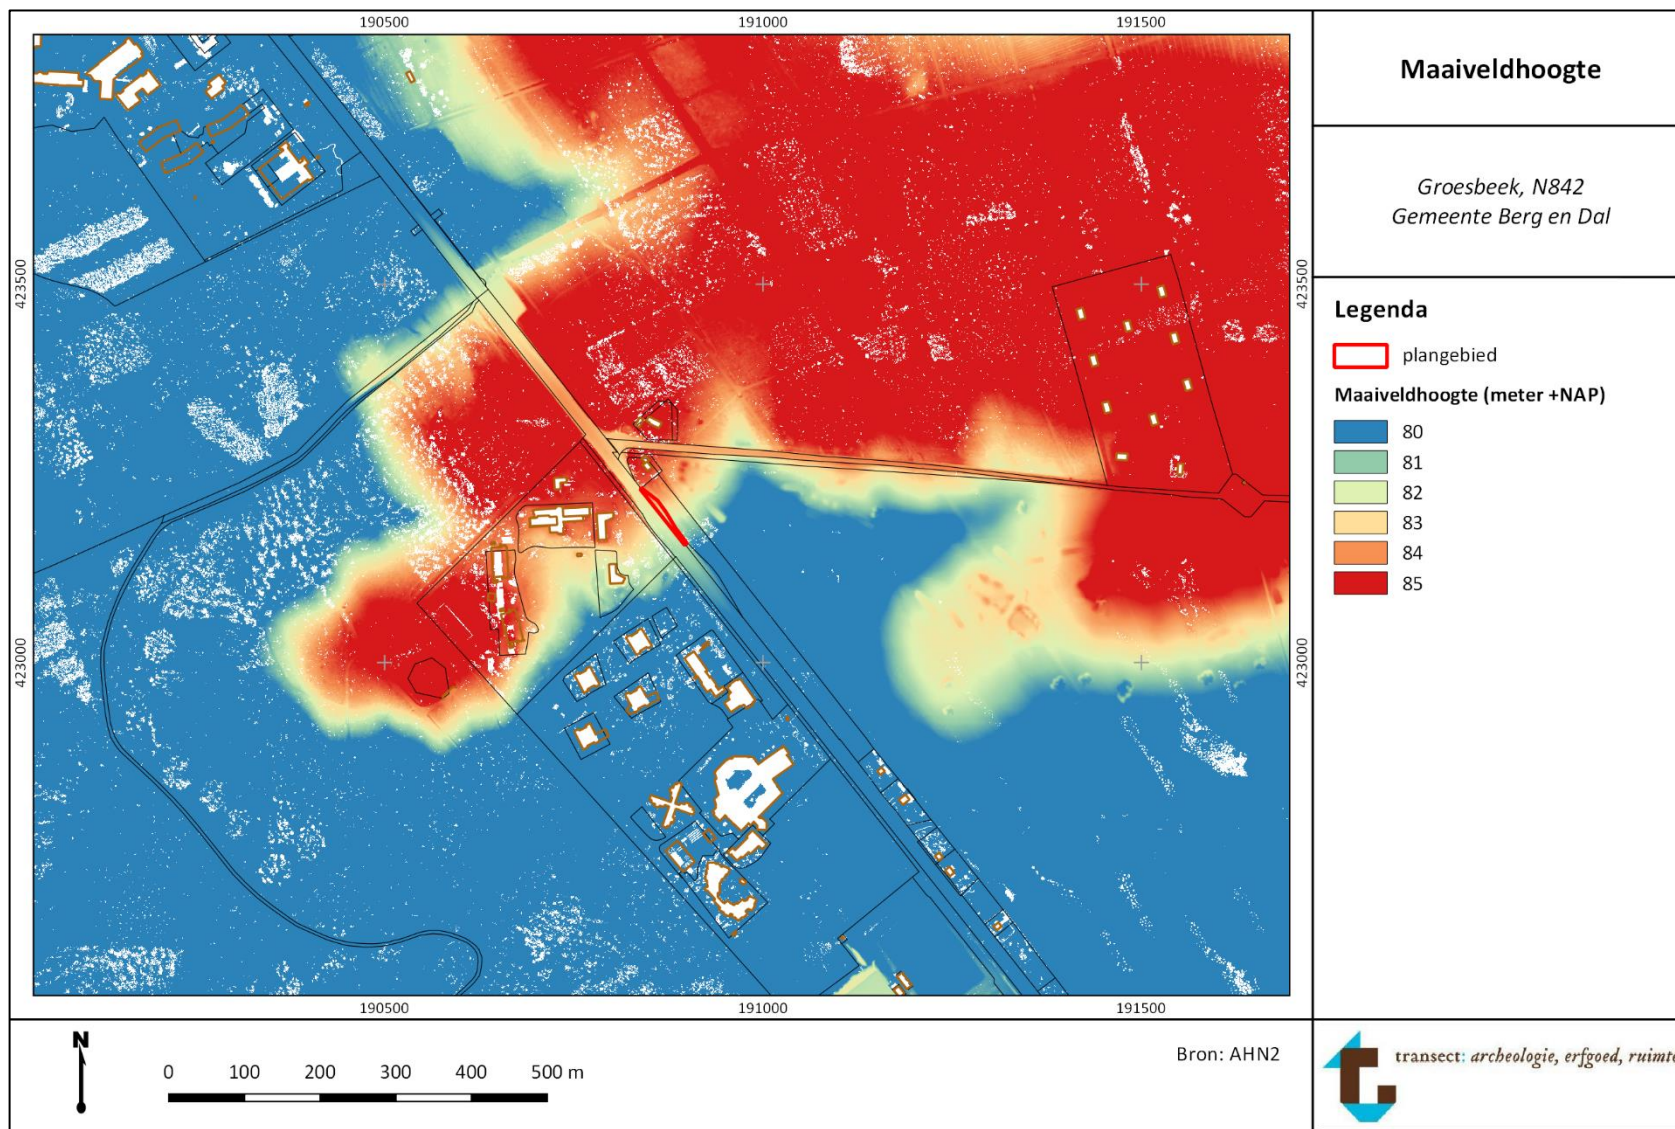 190500 191000 191500
Maaiveldhoogte
Groesbeek, N842
Gemeente Berg en Dal
423500 423500
Legenda
plangebied
Maaiveldhoogte (meter +NAP)
80
81
82
83
84
85
423000 423000
190500 191000 191500
N
0 100 200 300 400 500 m
Bron: AHN2
transect: archeologie, erfgoed, ruimte